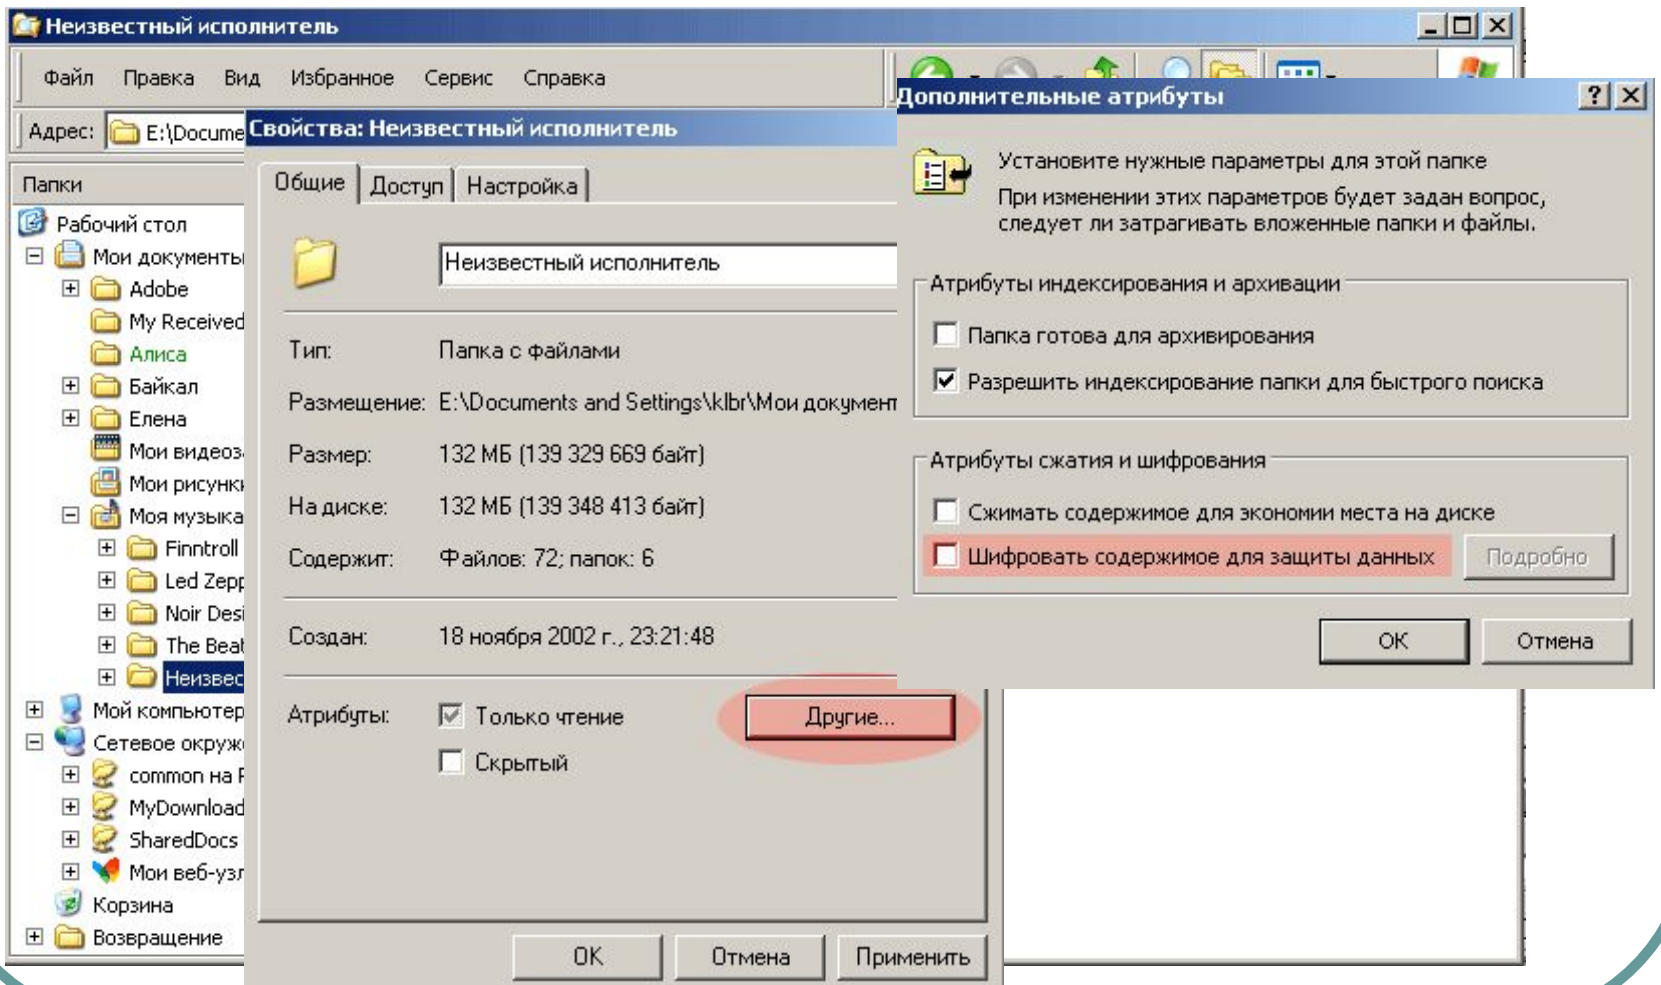 Неизвестный исполнитель
Файл Правка Вид Избранное Сервис Справка
Адрес: E:\Docume
Папки
Рабочий стол
Мои документы
Adobe
My Received
Алиса
Байкал
Елена
Мои видеоз
Мои рисунк
Моя музыка
Finntroll
Led Zepp
Noir Desi
The Beat
Неизвес
Мой компьютер
Сетевое окруж
common на F
MyDownload
SharedDocs
Мои веб-узл
Корзина
Возвращение
Свойства: Неизвестный исполнитель
Общие Доступ Настройка
Неизвестный исполнитель
Тип: Папка с файлами
Размещение: E:\Documents and Settings\klbr\Мои документ
Размер: 132 МБ (139 329 669 байт)
На диске: 132 МБ (139 348 413 байт)
Содержит: Файлов: 72; папок: 6
Создан: 18 ноября 2002 г., 23:21:48
Атрибуты: Только чтение Другие...
Скрытый
OK Отмена Применить
Дополнительные атрибуты
Установите нужные параметры для этой папке
При изменении этих параметров будет задан вопрос,
следует ли затрагивать вложенные папки и файлы.
Атрибуты индексирования и архивации
Папка готова для архивирования
Разрешить индексирование папки для быстрого поиска
Атрибуты сжатия и шифрования
Сжимать содержимое для экономии места на диске
Шифровать содержимое для защиты данных Подробно
OK Отмена